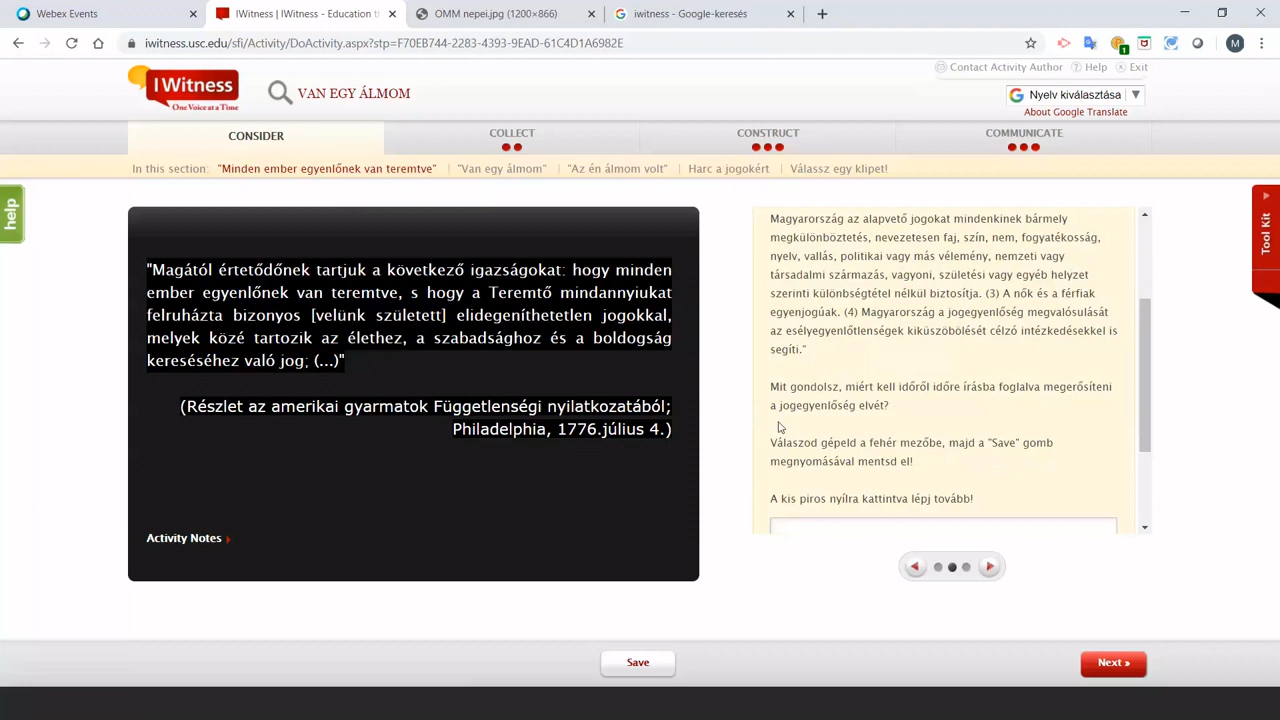 Webex Events
IWitness | IWitness - Education ti
OMM nepei.jpg (1200×866)
iwitness - Google-keresés
iwitness.usc.edu/sfi/Activity/DoActivity.aspx?stp=F70EB744-2283-4393-9EAD-61C4D1A6982E
1
M
Contact Activity Author
Help
Exit
IWitness
One Voice at a Time
VAN EGY ÁLMOM
Nyelv kiválasztása
About Google Translate
CONSIDER
COLLECT
CONSTRUCT
COMMUNICATE
In this section: "Minden ember egyenlőnek van teremtve" | "Van egy álmom" | "Az én álmom volt" | Harc a jogokért | Válassz egy klipet!
help
Tool Kit
"Magától értetődőnek tartjuk a következő igazságokat: hogy minden
ember egyenlőnek van teremtve, s hogy a Teremtő mindannyiukat
felruházta bizonyos [velünk született] elidegeníthetetlen jogokkal,
melyek közé tartozik az élethez, a szabadsághoz és a boldogság
kereséséhez való jog; (...)"
(Részlet az amerikai gyarmatok Függetlenségi nyilatkozatából;
Philadelphia, 1776.július 4.)
Activity Notes
Magyarország az alapvető jogokat mindenkinek bármely
megkülönböztetés, nevezetesen faj, szín, nem, fogyatékosság,
nyelv, vallás, politikai vagy más vélemény, nemzeti vagy
társadalmi származás, vagyoni, születési vagy egyéb helyzet
szerinti különbségtétel nélkül biztosítja. (3) A nők és a férfiak
egyenjogúak. (4) Magyarország a jogegyenlőség megvalósulását
az esélyegyenlőtlenségek kiküszöbölését célzó intézkedésekkel is
segíti."
Mit gondolsz, miért kell időről időre írásba foglalva megerősíteni
a jogegyenlőség elvét?
Válaszod gépeld a fehér mezőbe, majd a "Save" gomb
megnyomásával mentsd el!
A kis piros nyílra kattintva lépj tovább!
Save
Next »